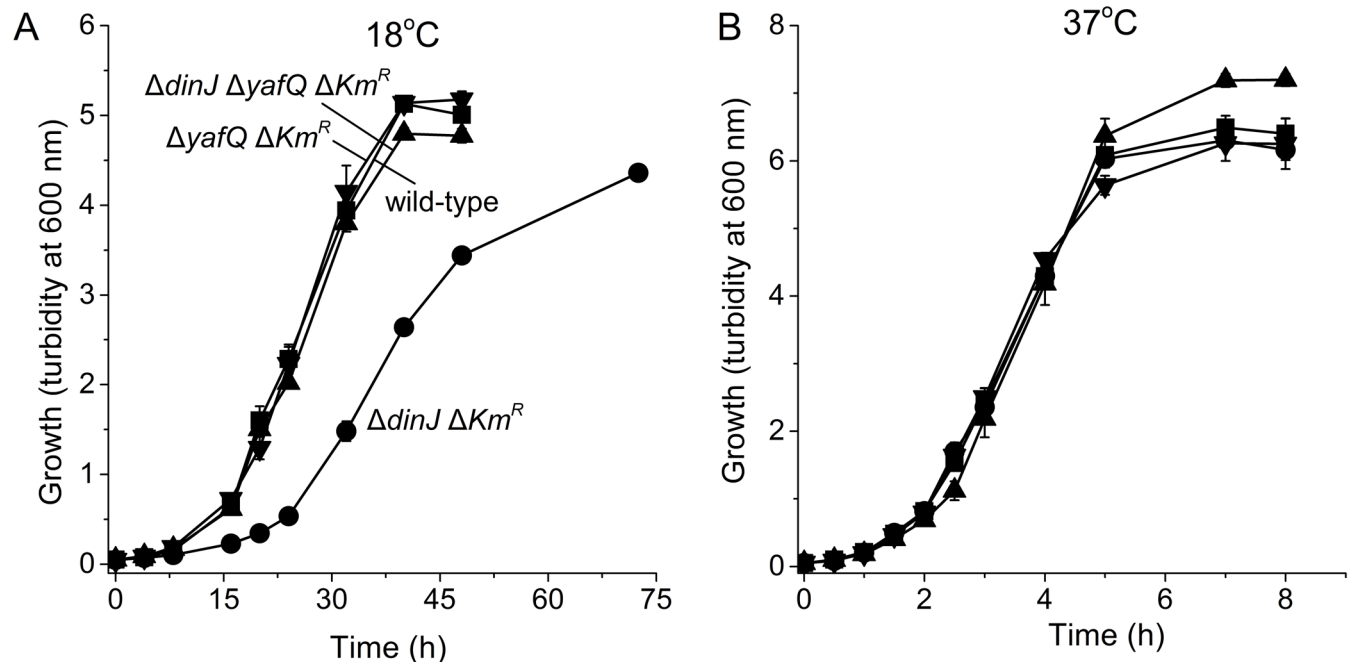 A
18°C
Growth (turbidity at 600 nm)
6
5
4
3
2
1
0
ΔdinJ ΔyafQ ΔKmᴿ
ΔyafQ ΔKmᴿ
wild-type
ΔdinJ ΔKmᴿ
0
15
30
45
60
75
Time (h)
B
37°C
Growth (turbidity at 600 nm)
8
6
4
2
0
0
2
4
6
8
Time (h)